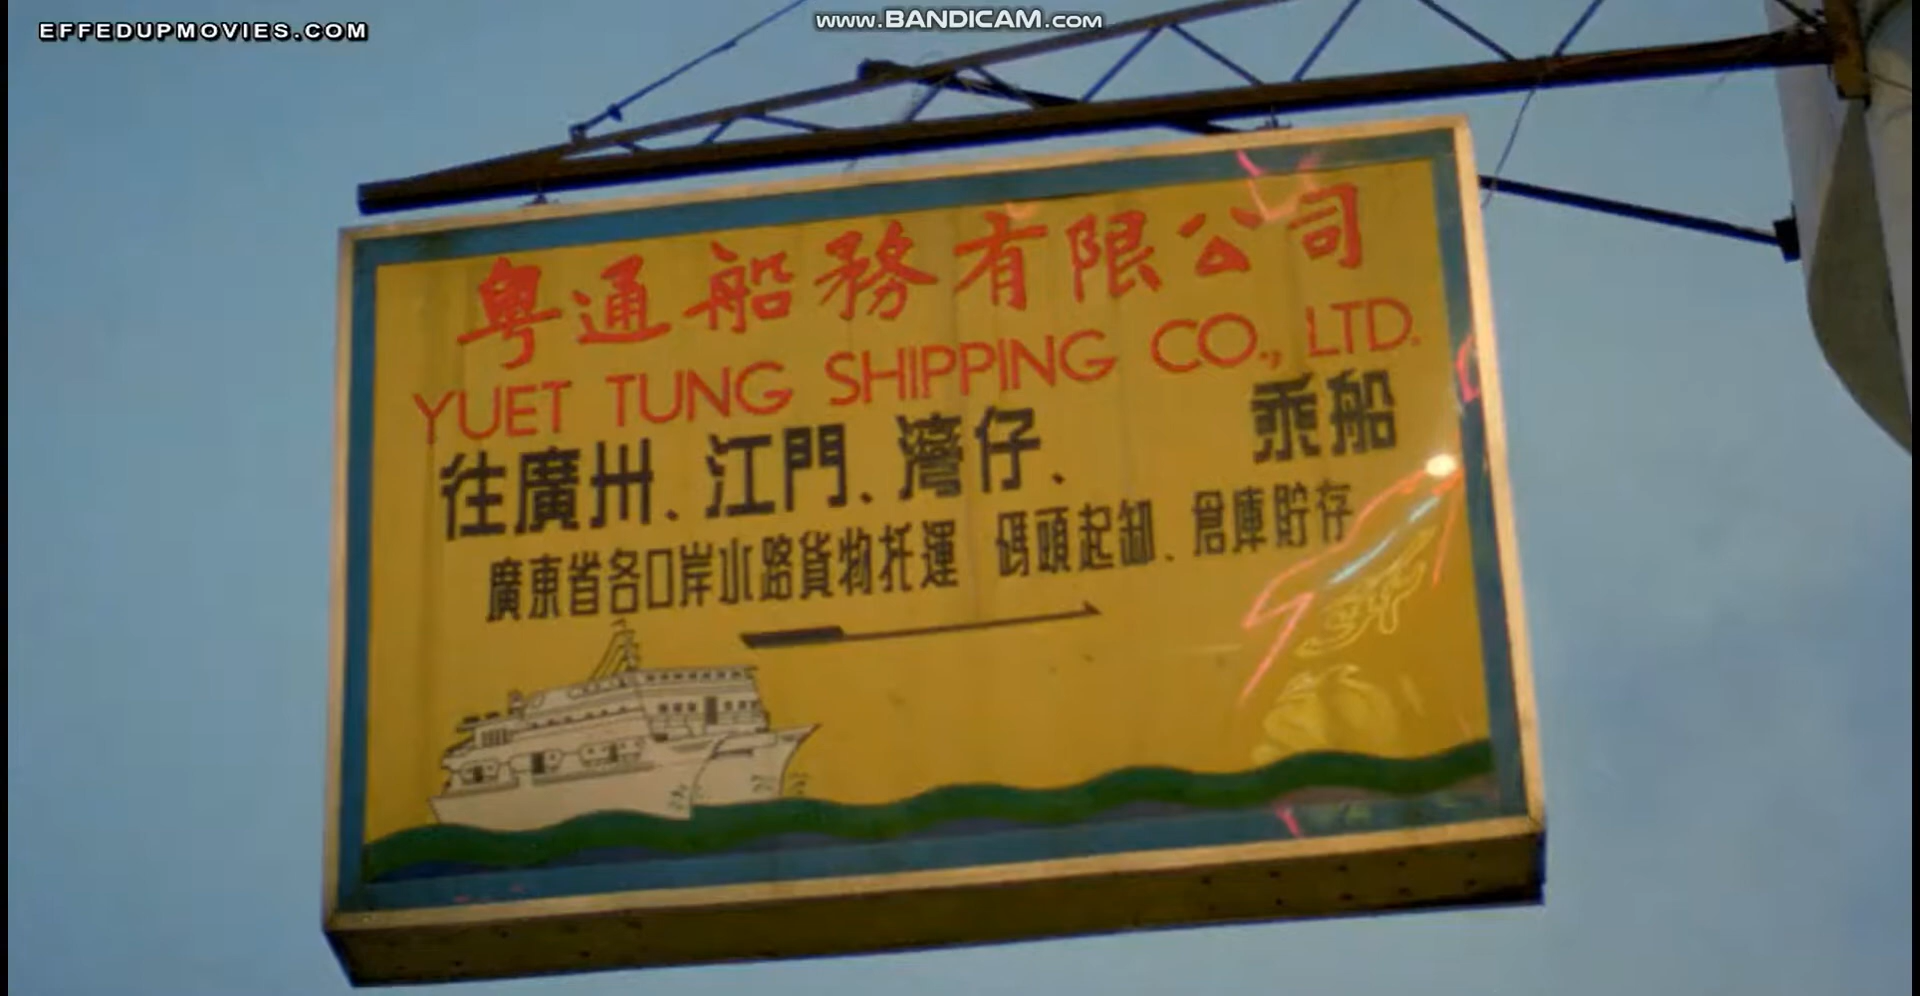 EFFEDUPMOVIES.COM
www.BANDICAM.com
粤通船務有限公司
YUET TUNG SHIPPING CO., LTD.
往廣州、江門、灣仔、 乘船
廣東省各口岸水路貨物托運 碼頭起卸、倉庫貯存